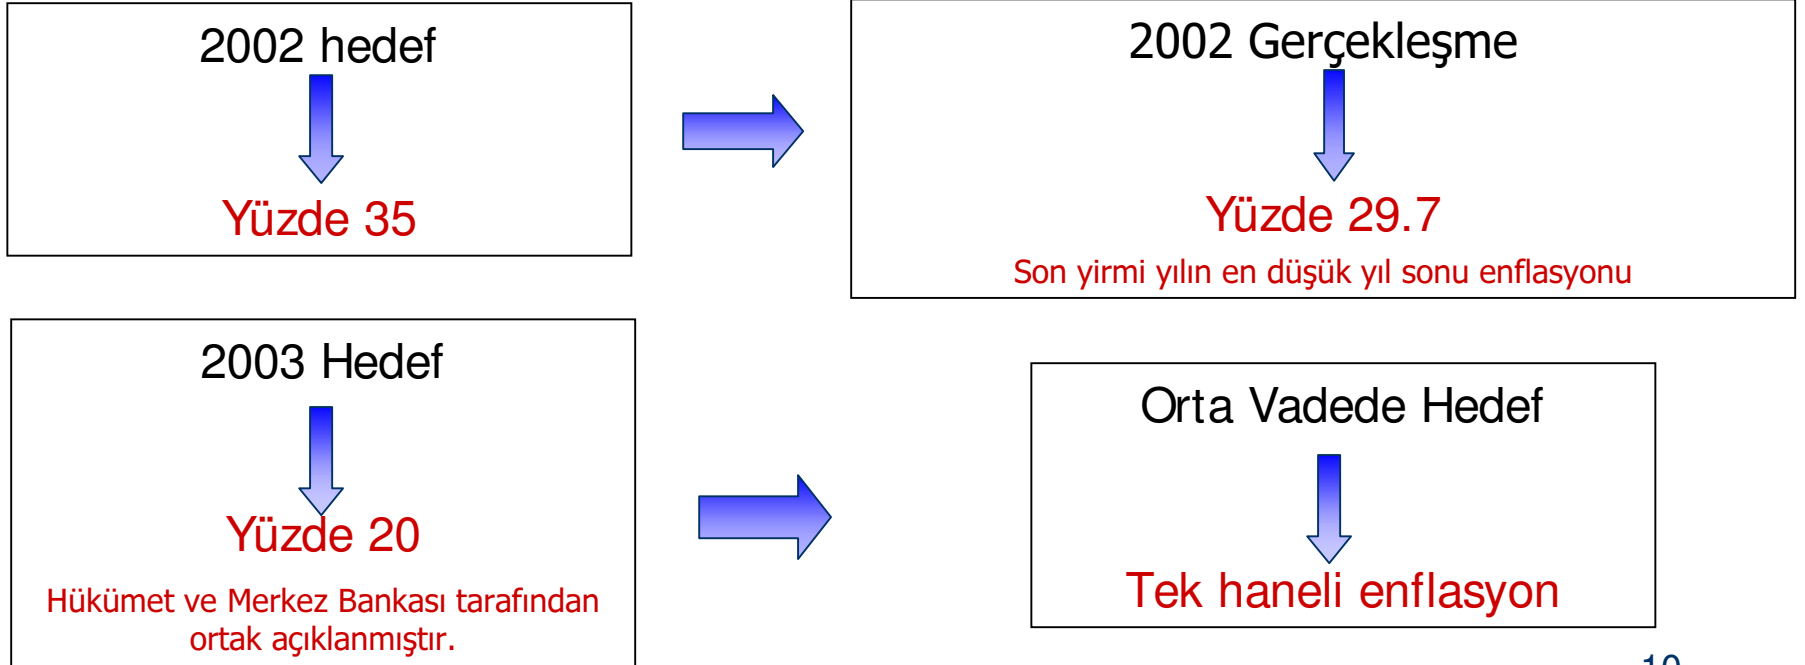 2002 hedef
Yüzde 35
2002 Gerçekleşme
Yüzde 29.7
Son yirmi yılın en düşük yıl sonu enflasyonu
2003 Hedef
Yüzde 20
Hükümet ve Merkez Bankası tarafından
ortak açıklanmıştır.
Orta Vadede Hedef
Tek haneli enflasyon
10